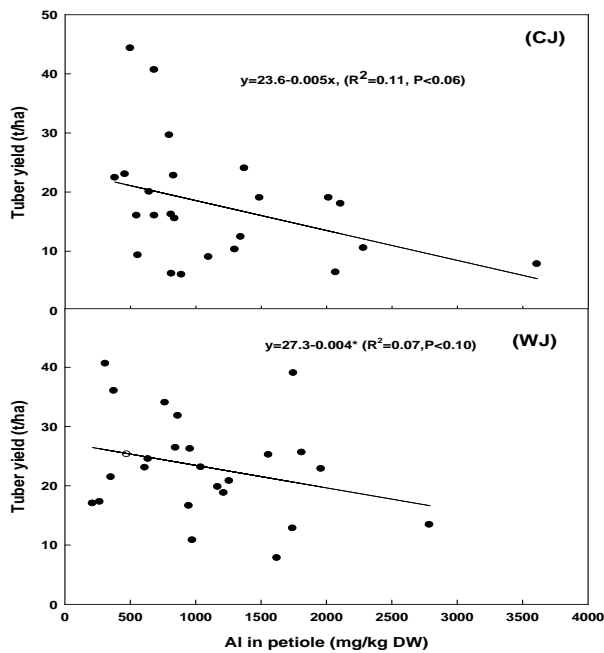 50
(CJ)
y=23.6-0.005x, (R²=0.11, P<0.06)
40
30
20
10
0
Tuber yield (t/ha)
(WJ)
y=27.3-0.004* (R²=0.07,P<0.10)
40
30
20
10
0
Tuber yield (t/ha)
0 500 1000 1500 2000 2500 3000 3500 4000
Al in petiole (mg/kg DW)